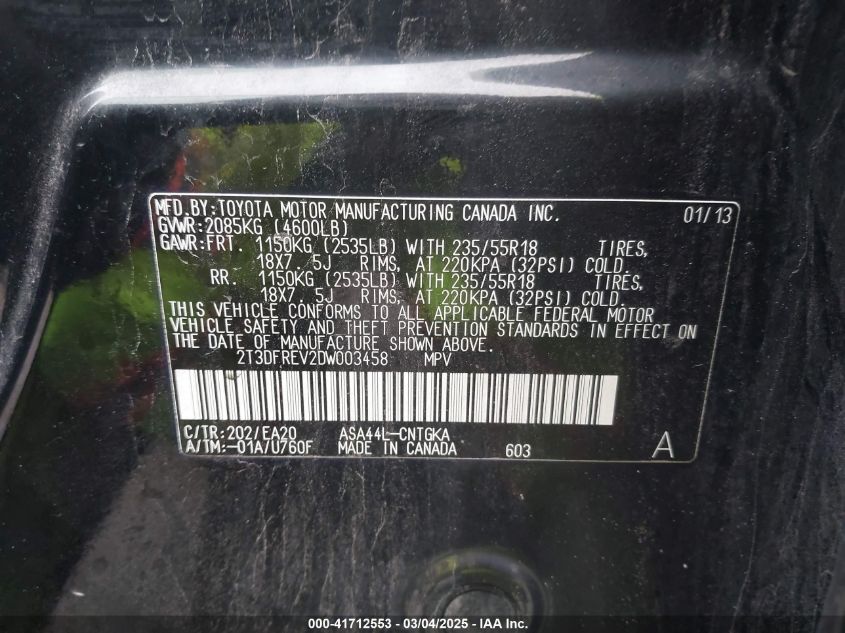 MFD.BY:TOYOTA MOTOR MANUFACTURING CANADA INC. 01/13
GVWR:2085KG (4600LB)
GAWR:FRT. 1150KG (2535LB) WITH 235/55R18 TIRES,
18X7.5J RIMS, AT 220KPA (32PSI) COLD.
RR. 1150KG (2535LB) WITH 235/55R18 TIRES,
18X7.5J RIMS, AT 220KPA (32PSI) COLD.
THIS VEHICLE CONFORMS TO ALL APPLICABLE FEDERAL MOTOR
VEHICLE SAFETY AND THEFT PREVENTION STANDARDS IN EFFECT ON
THE DATE OF MANUFACTURE SHOWN ABOVE.
2T3DFREV2DW003458 MPV
C/TR:202/EA20 ASA44L-CNTGKA
A/TM:-01A/U760F MADE IN CANADA 603 A
000-41712553 - 03/04/2025 - IAA Inc.